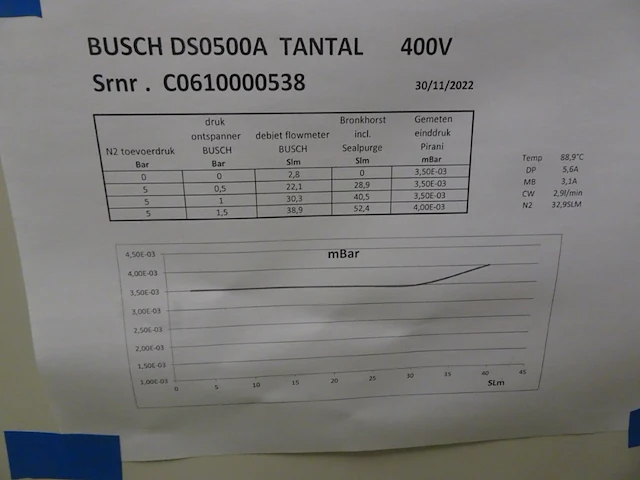 BUSCH DS0500A TANTAL 400V
Srnr . C0610000538 30/11/2022
N2 toevoerdruk druk ontspanner BUSCH debiet flowmeter BUSCH Bronkhorst incl. Sealpurge Gemeten einddruk Pirani
Bar Bar Slm Slm mBar
0 0 2,8 0 3,50E-03
5 0,5 22,1 28,9 3,50E-03
5 1 30,3 40,5 3,50E-03
5 1,5 38,9 52,4 4,00E-03
Temp 88,9°C
DP 5,6A
MB 3,1A
CW 2,9l/min
N2 32,9SLM
mBar
4,50E-03
4,00E-03
3,50E-03
3,00E-03
2,50E-03
2,00E-03
1,50E-03
1,00E-03
0 5 10 15 20 25 30 35 40 45
SLm